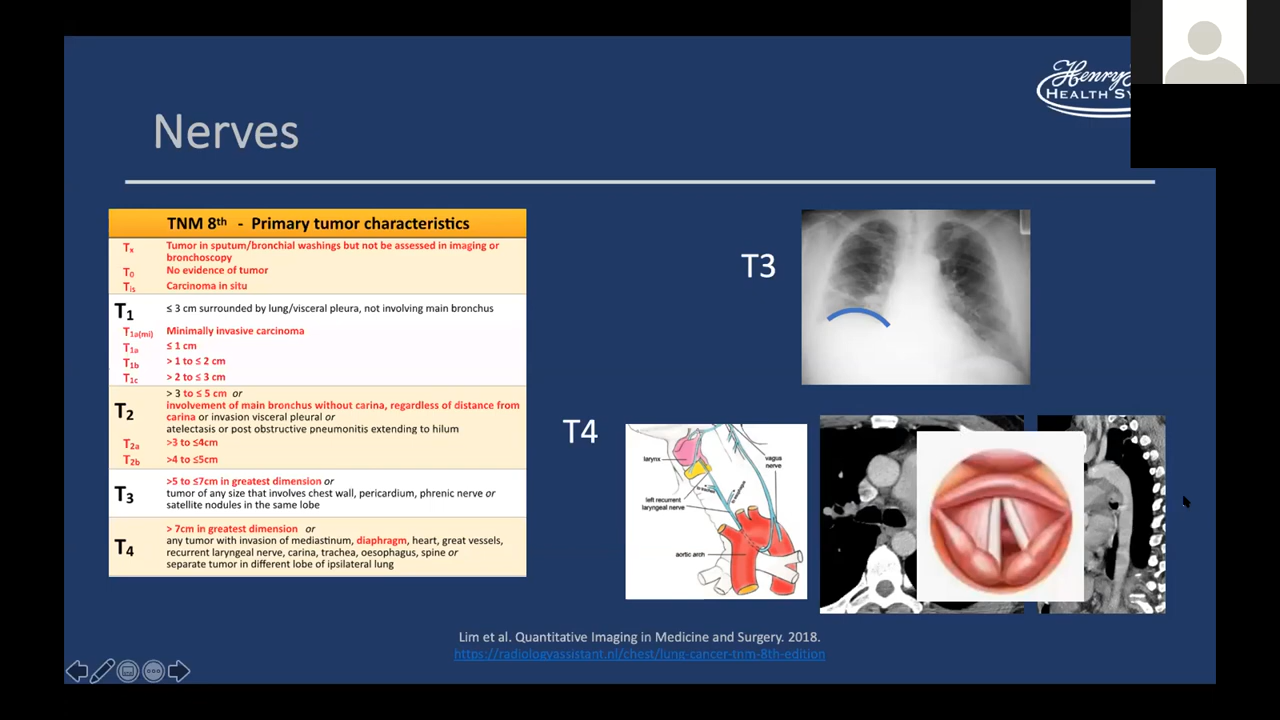 Henry
HEALTH SY
Nerves
TNM 8th - Primary tumor characteristics
Tx Tumor in sputum/bronchial washings but not be assessed in imaging or
bronchoscopy
T0 No evidence of tumor
Tis Carcinoma in situ
T1 ≤ 3 cm surrounded by lung/visceral pleura, not involving main bronchus
T1a(mi) Minimally invasive carcinoma
T1a ≤ 1 cm
T1b > 1 to ≤ 2 cm
T1c > 2 to ≤ 3 cm
T2 > 3 to ≤ 5 cm or
involvement of main bronchus without carina, regardless of distance from
carina or invasion visceral pleural or
atelectasis or post obstructive pneumonitis extending to hilum
T2a >3 to ≤4cm
T2b >4 to ≤5cm
T3 >5 to ≤7cm in greatest dimension or
tumor of any size that involves chest wall, pericardium, phrenic nerve or
satellite nodules in the same lobe
T4 > 7cm in greatest dimension or
any tumor with invasion of mediastinum, diaphragm, heart, great vessels,
recurrent laryngeal nerve, carina, trachea, oesophagus, spine or
separate tumor in different lobe of ipsilateral lung
T3
T4
larynx
vagus
nerve
left recurrent
laryngeal nerve
aortic arch
Lim et al. Quantitative Imaging in Medicine and Surgery. 2018.
https://radiologyassistant.nl/chest/lung-cancer-tnm-8th-edition